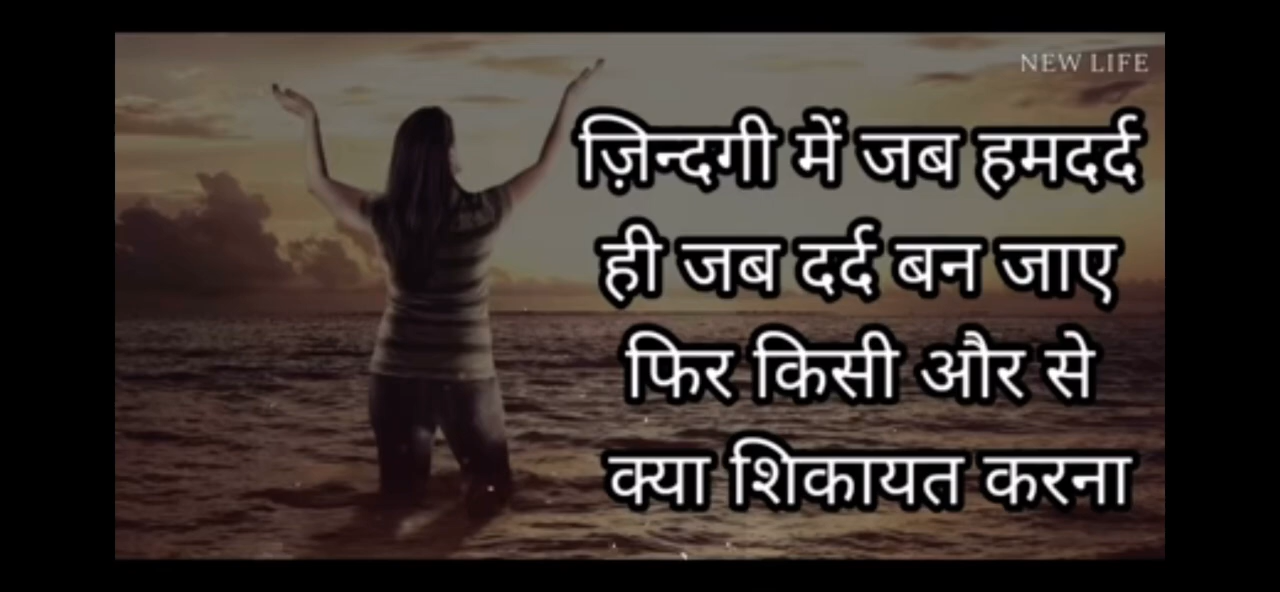 NEW LIFE
ज़िन्दगी में जब हमदर्द
ही जब दर्द बन जाए
फिर किसी और से
क्या शिकायत करना